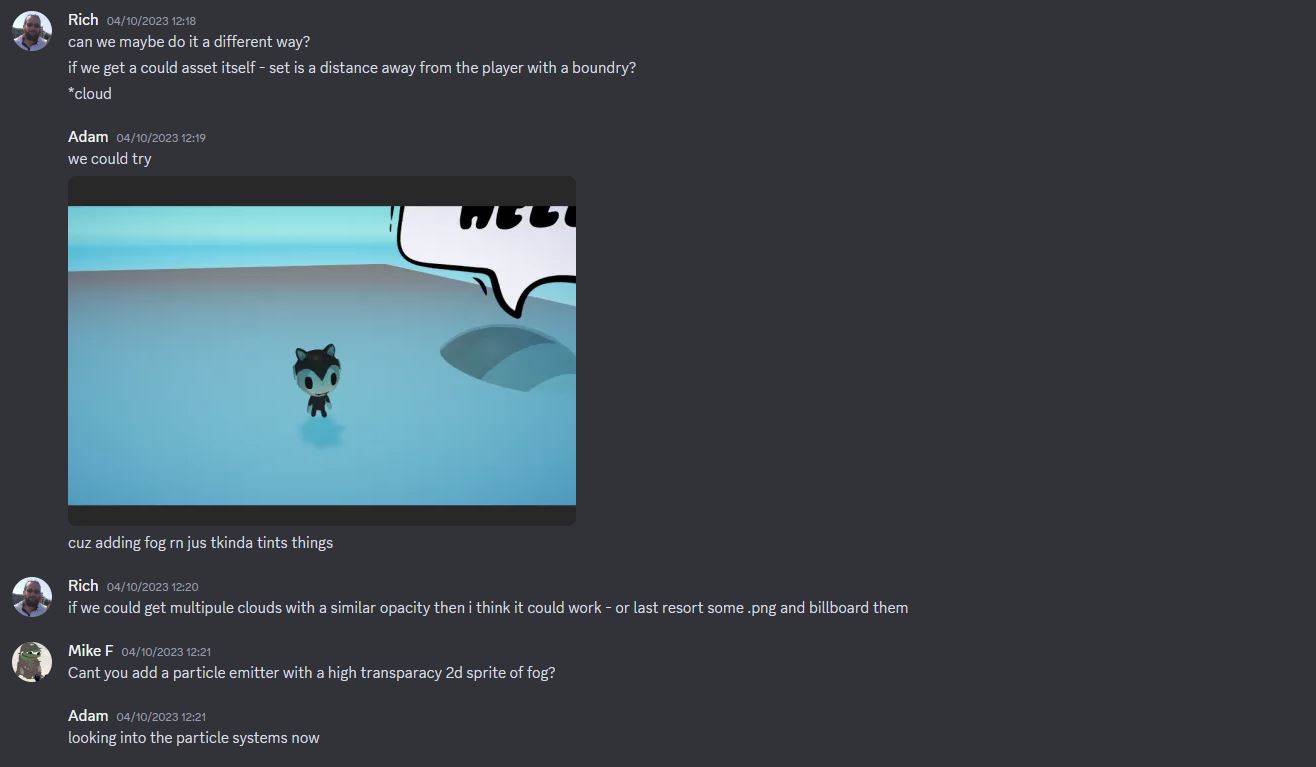 Rich 04/10/2023 12:18
can we maybe do it a different way?
if we get a could asset itself - set is a distance away from the player with a boundry?
*cloud
Adam 04/10/2023 12:19
we could try
cuz adding fog rn jus tkinda tints things
Rich 04/10/2023 12:20
if we could get multipule clouds with a similar opacity then i think it could work - or last resort some .png and billboard them
Mike F 04/10/2023 12:21
Cant you add a particle emitter with a high transparacy 2d sprite of fog?
Adam 04/10/2023 12:21
looking into the particle systems now